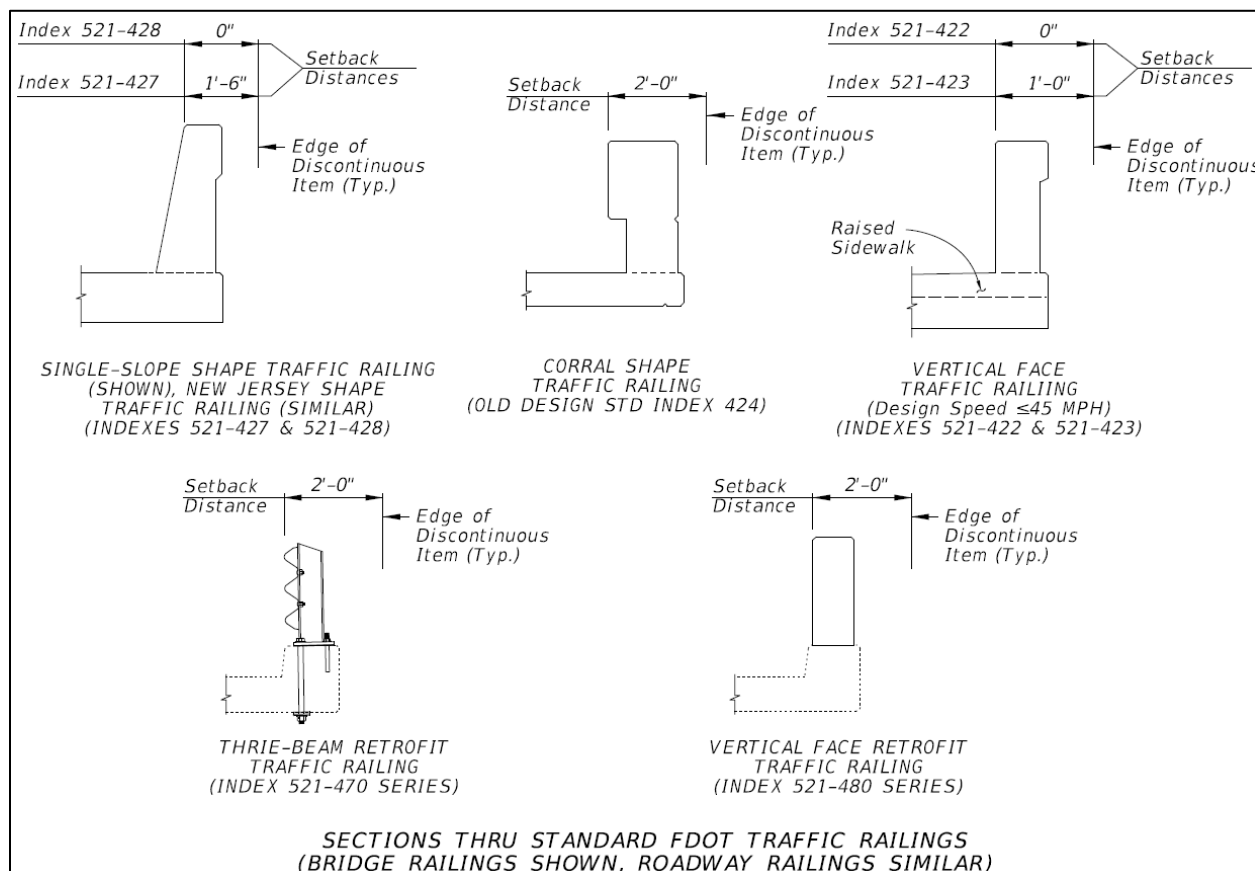 Index 521-428 0"
Index 521-427 1'-6"
Setback
Distances
Edge of
Discontinuous
Item (Typ.)
SINGLE-SLOPE SHAPE TRAFFIC RAILING
(SHOWN), NEW JERSEY SHAPE
TRAFFIC RAILING (SIMILAR)
(INDEXES 521-427 & 521-428)
Setback
Distance
2'-0"
Edge of
Discontinuous
Item (Typ.)
CORRAL SHAPE
TRAFFIC RAILING
(OLD DESIGN STD INDEX 424)
Index 521-422 0"
Index 521-423 1'-0"
Setback
Distances
Edge of
Discontinuous
Item (Typ.)
Raised
Sidewalk
VERTICAL FACE
TRAFFIC RAILIING
(Design Speed ≤45 MPH)
(INDEXES 521-422 & 521-423)
Setback
Distance
2'-0"
Edge of
Discontinuous
Item (Typ.)
THRIE-BEAM RETROFIT
TRAFFIC RAILING
(INDEX 521-470 SERIES)
Setback
Distance
2'-0"
Edge of
Discontinuous
Item (Typ.)
VERTICAL FACE RETROFIT
TRAFFIC RAILING
(INDEX 521-480 SERIES)
SECTIONS THRU STANDARD FDOT TRAFFIC RAILINGS
(BRIDGE RAILINGS SHOWN, ROADWAY RAILINGS SIMILAR)